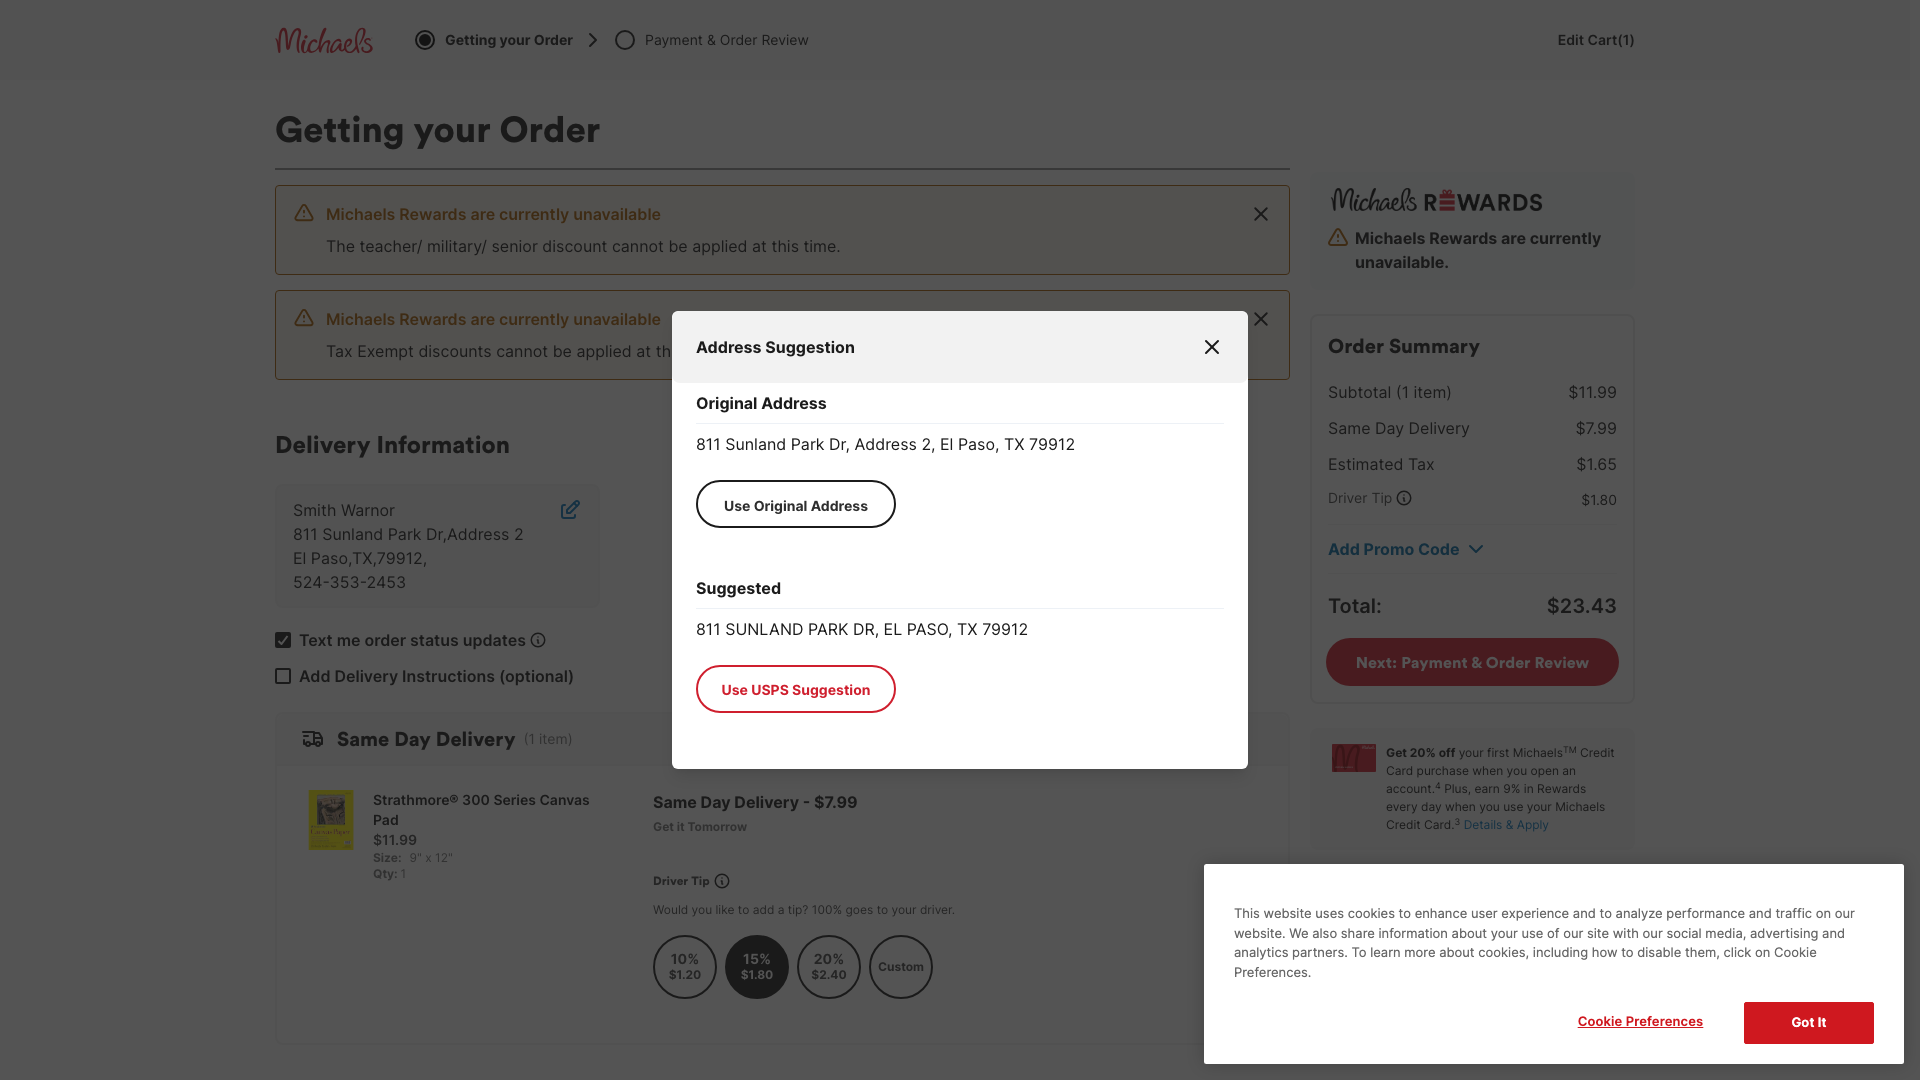 Michaels
Getting your Order
Payment & Order Review
Edit Cart(1)
Getting your Order
Michaels Rewards are currently unavailable
The teacher/ military/ senior discount cannot be applied at this time.
Michaels Rewards are currently unavailable
Tax Exempt discounts cannot be applied at th
Michaels REWARDS
Michaels Rewards are currently
unavailable.
Delivery Information
Smith Warnor
811 Sunland Park Dr,Address 2
El Paso,TX,79912,
524-353-2453
Text me order status updates
Add Delivery Instructions (optional)
Address Suggestion
Original Address
811 Sunland Park Dr, Address 2, El Paso, TX 79912
Use Original Address
Suggested
811 SUNLAND PARK DR, EL PASO, TX 79912
Use USPS Suggestion
Order Summary
Subtotal (1 item) $11.99
Same Day Delivery $7.99
Estimated Tax $1.65
Driver Tip $1.80
Add Promo Code
Total: $23.43
Next: Payment & Order Review
Get 20% off your first Michaels™ Credit
Card purchase when you open an
account.⁴ Plus, earn 9% in Rewards
every day when you use your Michaels
Credit Card.³ Details & Apply
Same Day Delivery (1 item)
Strathmore® 300 Series Canvas
Pad
$11.99
Size: 9" x 12"
Qty: 1
Same Day Delivery - $7.99
Get it Tomorrow
Driver Tip
Would you like to add a tip? 100% goes to your driver.
10%
$1.20
15%
$1.80
20%
$2.40
Custom
This website uses cookies to enhance user experience and to analyze performance and traffic on our
website. We also share information about your use of our site with our social media, advertising and
analytics partners. To learn more about cookies, including how to disable them, click on Cookie
Preferences.
Cookie Preferences
Got It